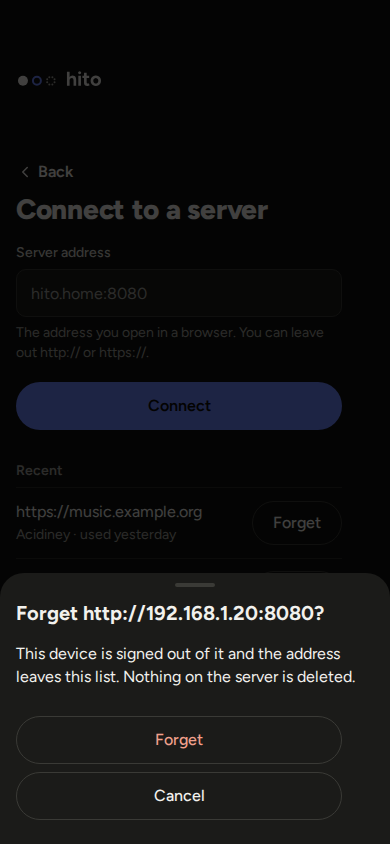 hito
Back
Connect to a server
Server address
hito.home:8080
The address you open in a browser. You can leave
out http:// or https://.
Connect
Recent
https://music.example.org
Acidiney · used yesterday
Forget
Forget http://192.168.1.20:8080?
This device is signed out of it and the address
leaves this list. Nothing on the server is deleted.
Forget
Cancel